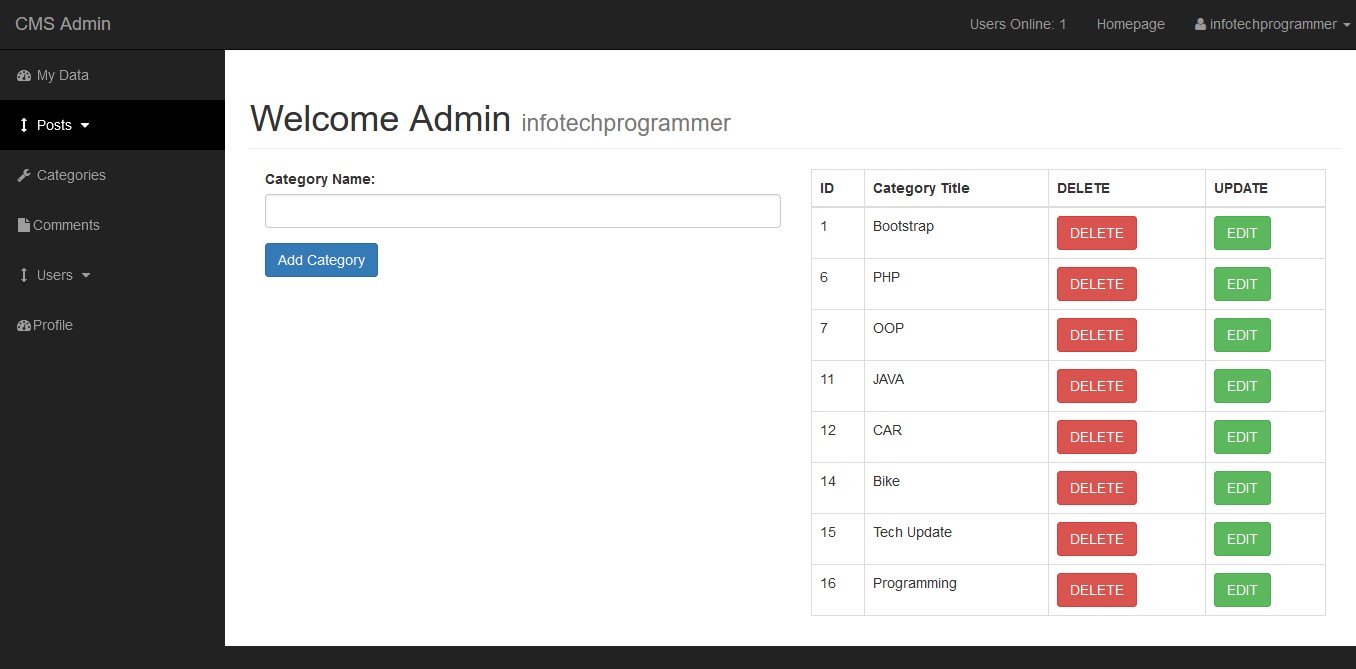 CMS Admin
Users Online: 1 Homepage infotechprogrammer
My Data
Posts
Categories
Comments
Users
Profile
Welcome Admin infotechprogrammer
Category Name:
Add Category
ID Category Title DELETE UPDATE
1 Bootstrap DELETE EDIT
6 PHP DELETE EDIT
7 OOP DELETE EDIT
11 JAVA DELETE EDIT
12 CAR DELETE EDIT
14 Bike DELETE EDIT
15 Tech Update DELETE EDIT
16 Programming DELETE EDIT